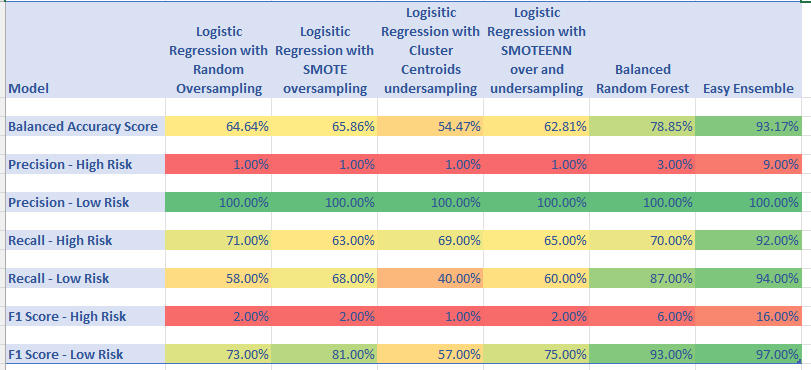 Model Logistic Regression with Random Oversampling Logisitic Regression with SMOTE oversampling Logisitic Regression with Cluster Centroids undersampling Logistic Regression with SMOTEENN over and undersampling Balanced Random Forest Easy Ensemble
Balanced Accuracy Score 64.64% 65.86% 54.47% 62.81% 78.85% 93.17%
Precision - High Risk 1.00% 1.00% 1.00% 1.00% 3.00% 9.00%
Precision - Low Risk 100.00% 100.00% 100.00% 100.00% 100.00% 100.00%
Recall - High Risk 71.00% 63.00% 69.00% 65.00% 70.00% 92.00%
Recall - Low Risk 58.00% 68.00% 40.00% 60.00% 87.00% 94.00%
F1 Score - High Risk 2.00% 2.00% 1.00% 2.00% 6.00% 16.00%
F1 Score - Low Risk 73.00% 81.00% 57.00% 75.00% 93.00% 97.00%